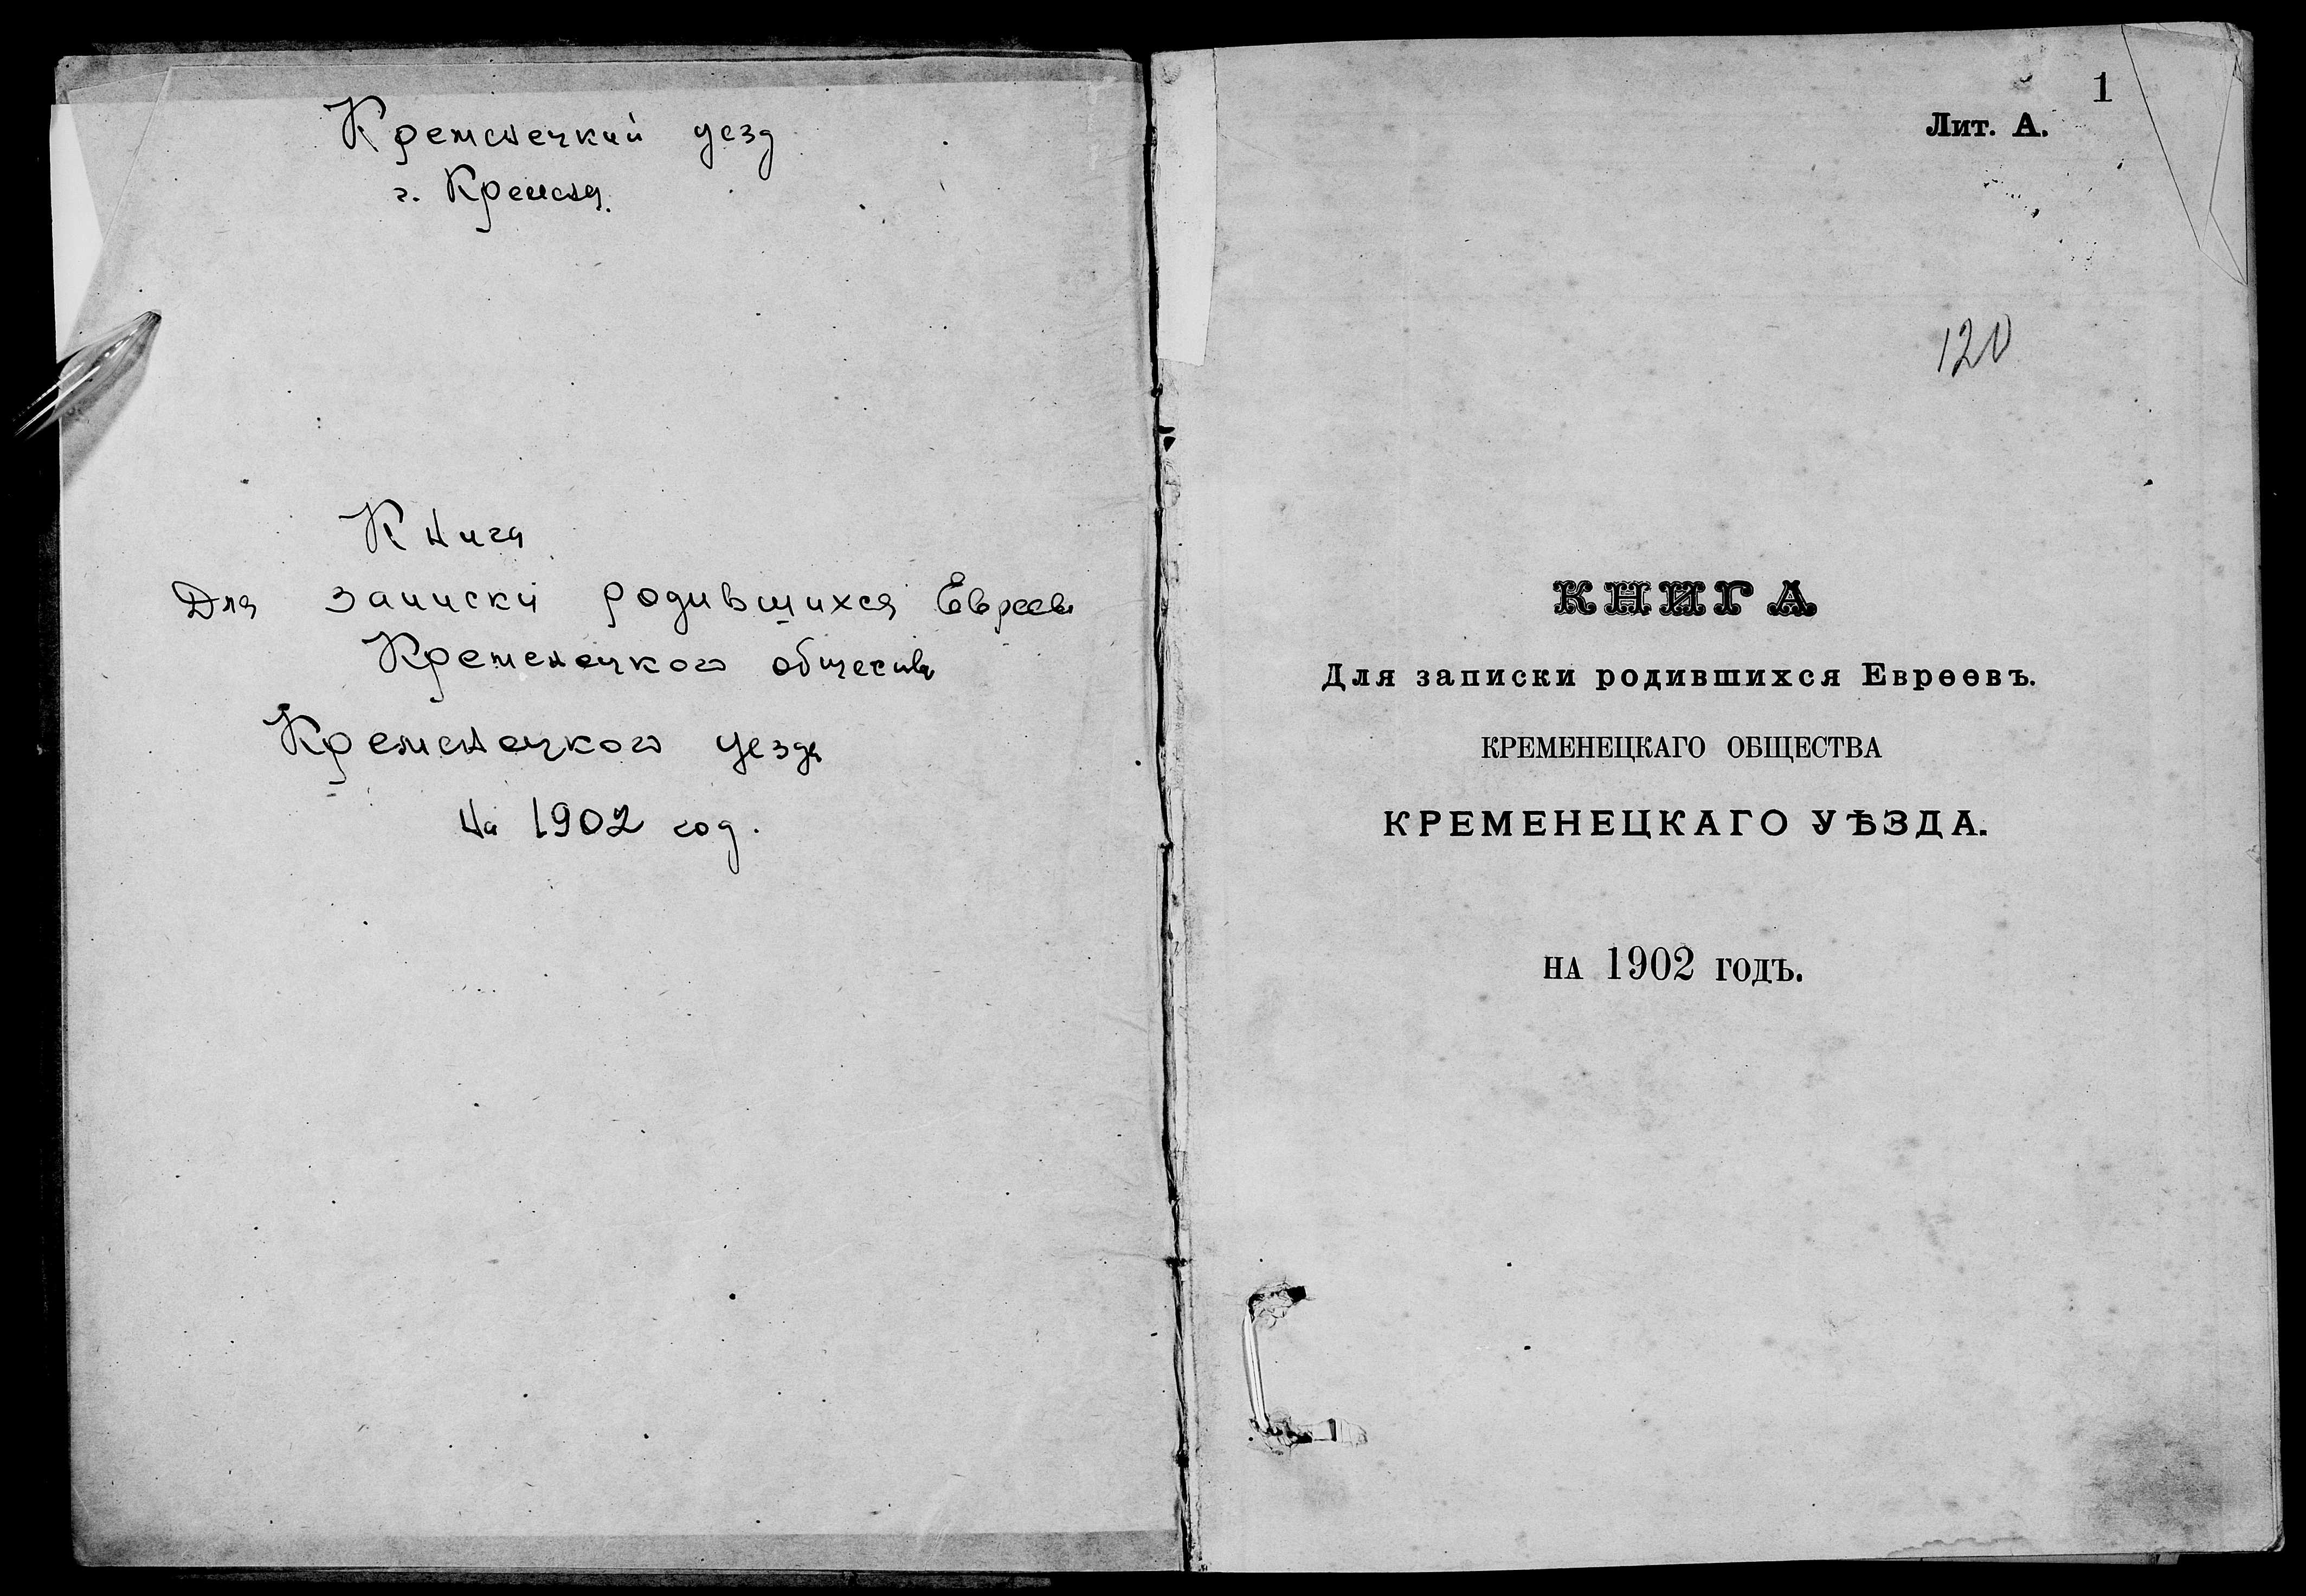 Кременецкий уезд
г. Кременец.
Книга
Для записки родившихся Евреев
Кременецкого общества
Кременецкого уезда
на 1902 год.
1
Лит. А.
120
КНИГА
Для записки родившихся Евреевъ.
КРЕМЕНЕЦКАГО ОБЩЕСТВА
КРЕМЕНЕЦКАГО УѢЗДА.
НА 1902 ГОДЪ.